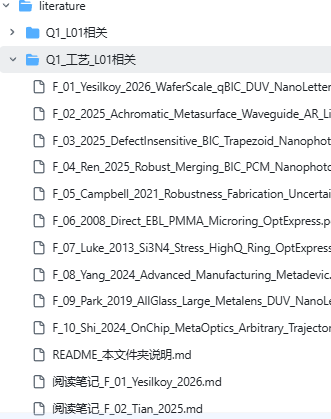 literature
Q1_L01相关
Q1_工艺_L01相关
F_01_Yesilkoy_2026_WaferScale_qBIC_DUV_NanoLetter
F_02_2025_Achromatic_Metasurface_Waveguide_AR_Li
F_03_2025_DefectInsensitive_BIC_Trapezoid_Nanophot
F_04_Ren_2025_Robust_Merging_BIC_PCM_Nanophoto
F_05_Campbell_2021_Robustness_Fabrication_Uncertai
F_06_2008_Direct_EBL_PMMA_Microring_OptExpress.p
F_07_Luke_2013_Si3N4_Stress_HighQ_Ring_OptExpress
F_08_Yang_2024_Advanced_Manufacturing_Metadevic.
F_09_Park_2019_AllGlass_Large_Metalens_DUV_NanoLe
F_10_Shi_2024_OnChip_MetaOptics_Arbitrary_Trajector
README_本文件夹说明.md
阅读笔记_F_01_Yesilkoy_2026.md
阅读笔记_F_02_Tian_2025.md